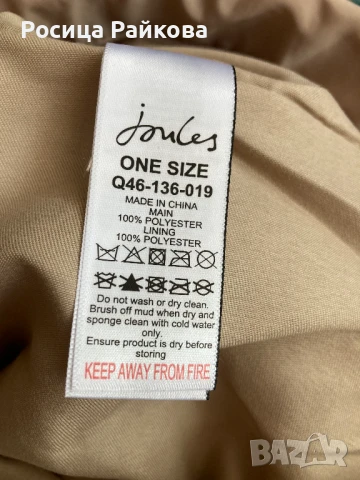 Росица Райкова
Joules
ONE SIZE
Q46-136-019
MADE IN CHINA
MAIN
100% POLYESTER
LINING
100% POLYESTER
Do not wash or dry clean.
Brush off mud when dry and
sponge clean with cold water
only.
Ensure product is dry before
storing
KEEP AWAY FROM FIRE
BAZAR